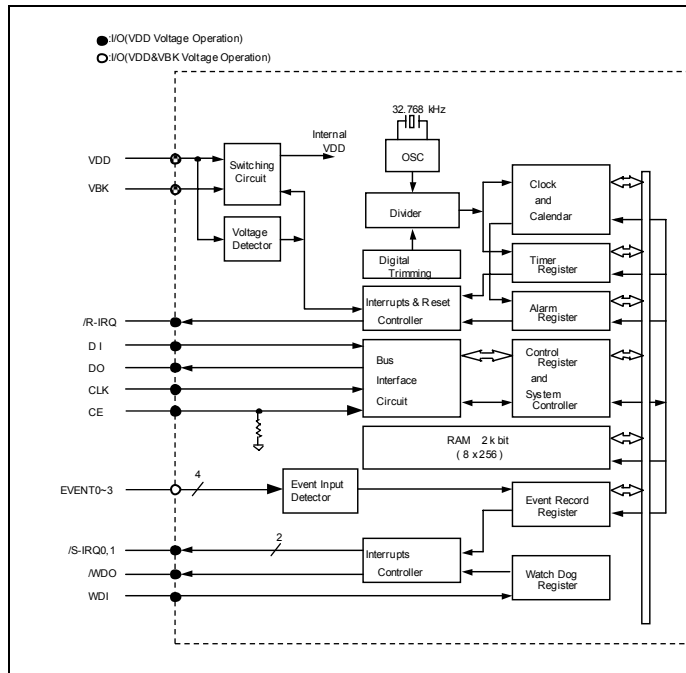 :I/O(VDD Voltage Operation)
:I/O(VDD&VBK Voltage Operation)
32.768 kHz
OSC
Internal
VDD
VDD
VBK
Switching
Circuit
Voltage
Detector
Divider
Digital
Trimming
Clock
and
Calendar
Timer
Register
Alarm
Register
Interrupts & Reset
Controller
/R-IRQ
D I
DO
CLK
CE
Bus
Interface
Circuit
Control
Register
and
System
Controller
RAM 2 k bit
( 8 x 256 )
EVENT0~3
4
Event Input
Detector
Event Record
Register
/S-IRQ0,1
2
/WDO
WDI
Interrupts
Controller
Watch Dog
Register